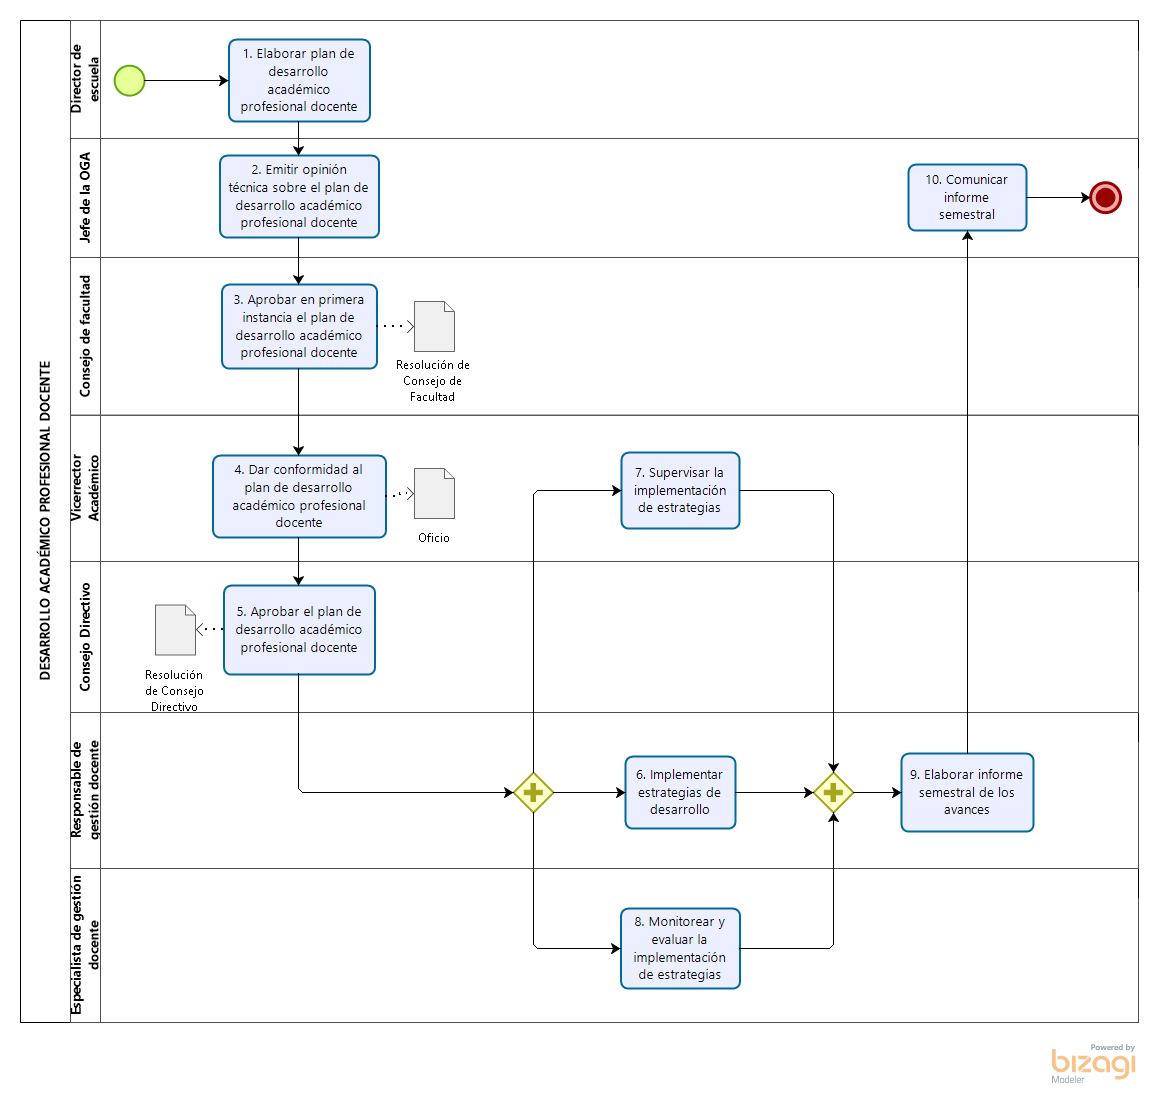 DESARROLLO ACADÉMICO PROFESIONAL DOCENTE
Director de
escuela
1. Elaborar plan de
desarrollo
académico
profesional docente
Jefe de la OGA
2. Emitir opinión
técnica sobre el plan de
desarrollo académico
profesional docente
10. Comunicar
informe
semestral
Consejo de facultad
3. Aprobar en primera
instancia el plan de
desarrollo académico
profesional docente
Resolución de
Consejo de
Facultad
Vicerrector
Académico
4. Dar conformidad al
plan de desarrollo
académico profesional
docente
Oficio
7. Supervisar la
implementación
de estrategias
Consejo Directivo
5. Aprobar el plan de
desarrollo académico
profesional docente
Resolución
de Consejo
Directivo
Responsable de
gestión docente
6. Implementar
estrategias de
desarrollo
9. Elaborar informe
semestral de los
avances
Especialista de gestión
docente
8. Monitorear y
evaluar la
implementación
de estrategias
Powered by
bizagi
Modeler